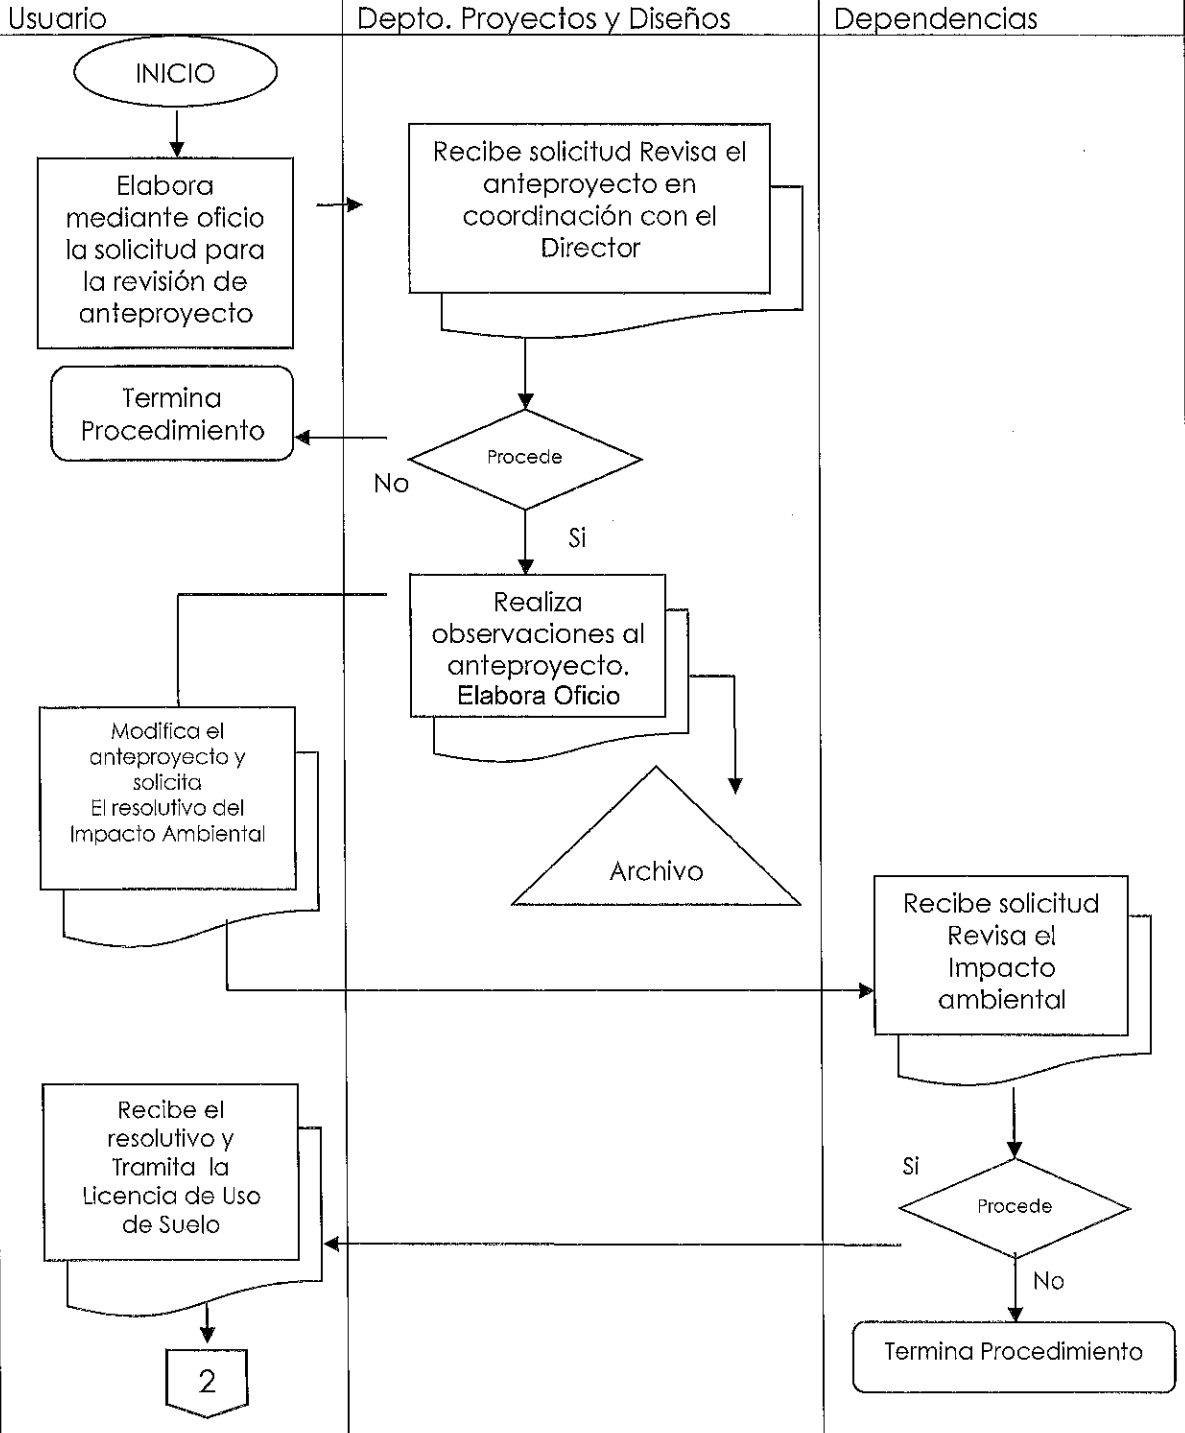 Usuario
Depto. Proyectos y Diseños
Dependencias
INICIO
Elabora
mediante oficio
la solicitud para
la revisión de
anteproyecto
Recibe solicitud Revisa el
anteproyecto en
coordinación con el
Director
Termina
Procedimiento
Procede
No
Si
Realiza
observaciones al
anteproyecto.
Elabora Oficio
Modifica el
anteproyecto y
solicita
El resolutivo del
Impacto Ambiental
Archivo
Recibe solicitud
Revisa el
Impacto
ambiental
Recibe el
resolutivo y
Tramita la
Licencia de Uso
de Suelo
Si
Procede
No
Termina Procedimiento
2